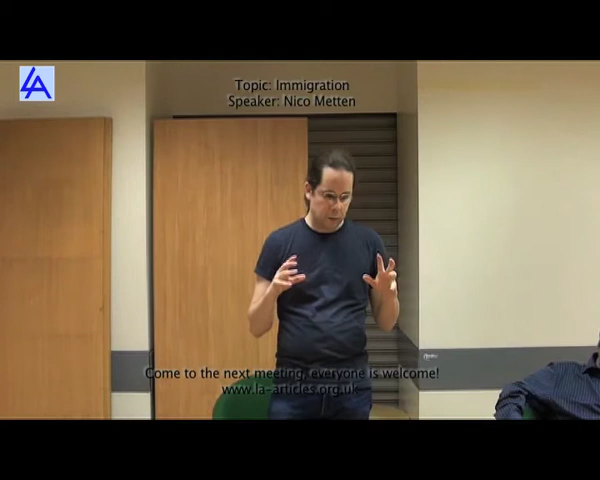 LA
Topic: Immigration
Speaker: Nico Metten
Come to the next meeting, everyone is welcome!
www.la-articles.org.uk